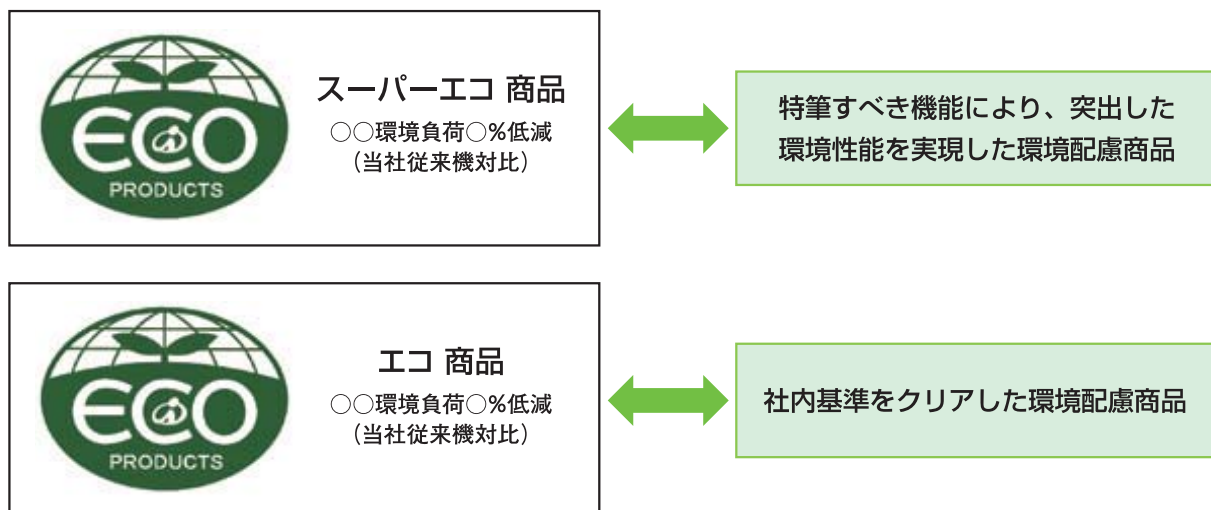 ECO
PRODUCTS
スーパーエコ 商品
○○環境負荷○%低減
（当社従来機対比）
特筆すべき機能により、突出した
環境性能を実現した環境配慮商品
ECO
PRODUCTS
エコ 商品
○○環境負荷○%低減
（当社従来機対比）
社内基準をクリアした環境配慮商品